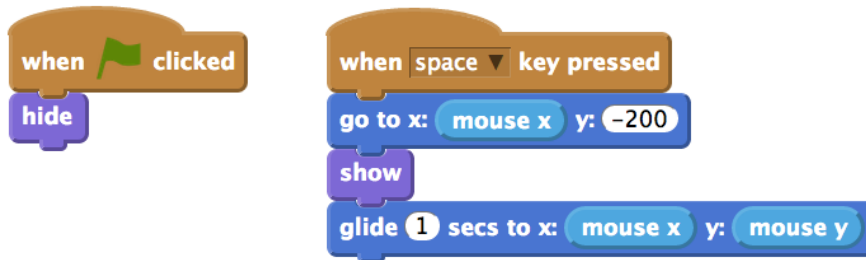 when clicked
hide
when space ▼ key pressed
go to x: mouse x y: -200
show
glide 1 secs to x: mouse x y: mouse y